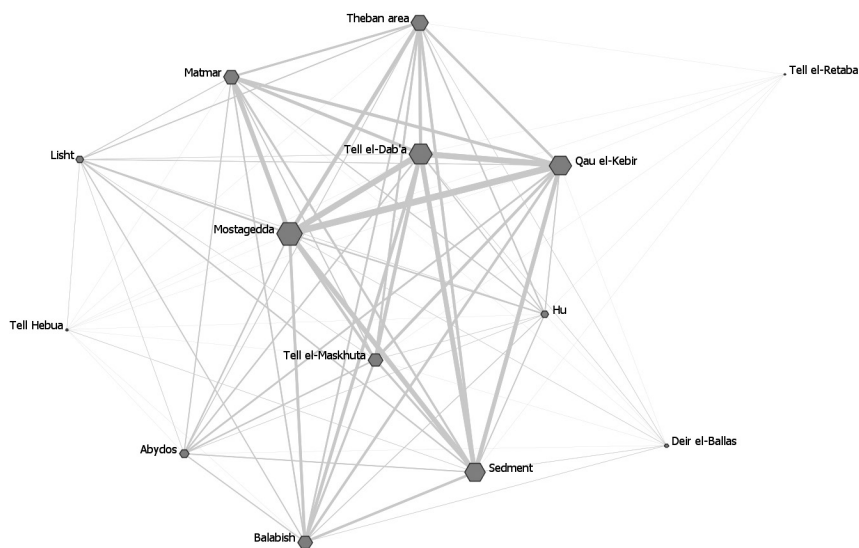 Theban area
Tell el-Retaba
Matmar
Tell el-Dab'a
Lisht
Qau el-Kebir
Mostagedda
Hu
Tell Hebua
Tell el-Maskhuta
Deir el-Ballas
Abydos
Sedment
Balabish